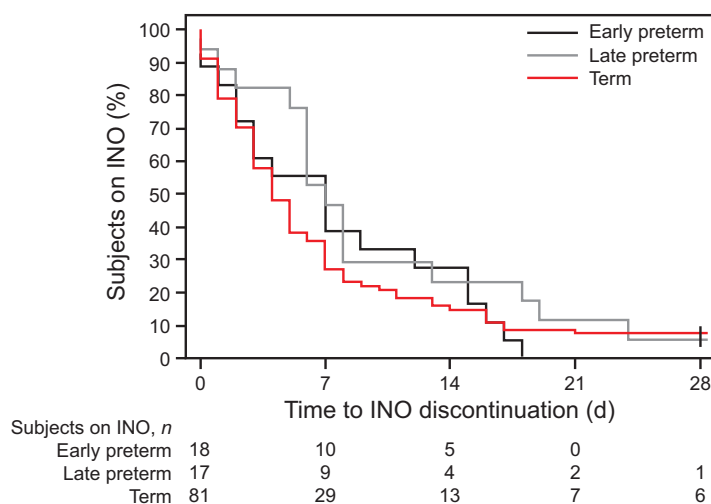 Early preterm
Late preterm
Term
Subjects on INO (%)
100
90
80
70
60
50
40
30
20
10
0
0 7 14 21 28
Time to INO discontinuation (d)
Subjects on INO, n
Early preterm 18 10 5 0
Late preterm 17 9 4 2 1
Term 81 29 13 7 6